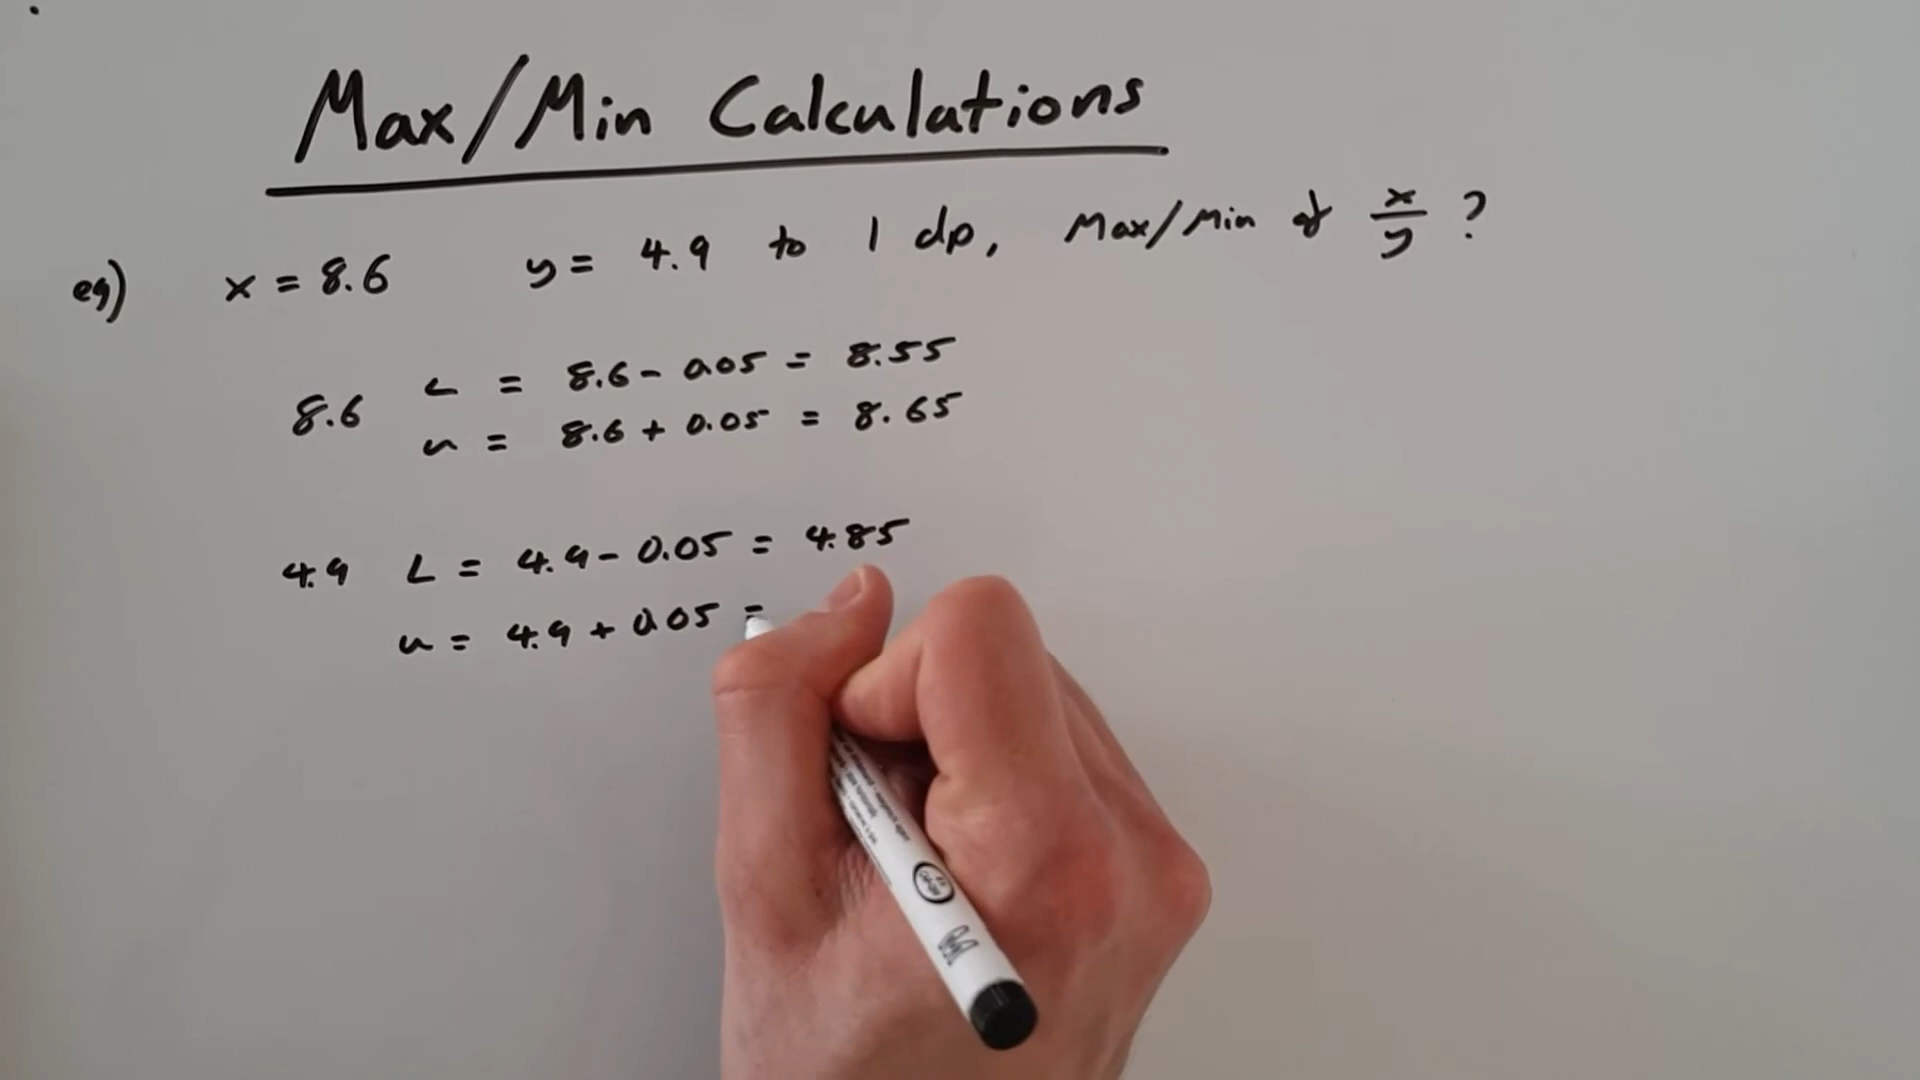 Max/Min Calculations
eg) x = 8.6 y = 4.9 to 1 dp, Max/Min of x/y ?
8.6 L = 8.6 - 0.05 = 8.55
u = 8.6 + 0.05 = 8.65
4.9 L = 4.9 - 0.05 = 4.85
u = 4.9 + 0.05 =